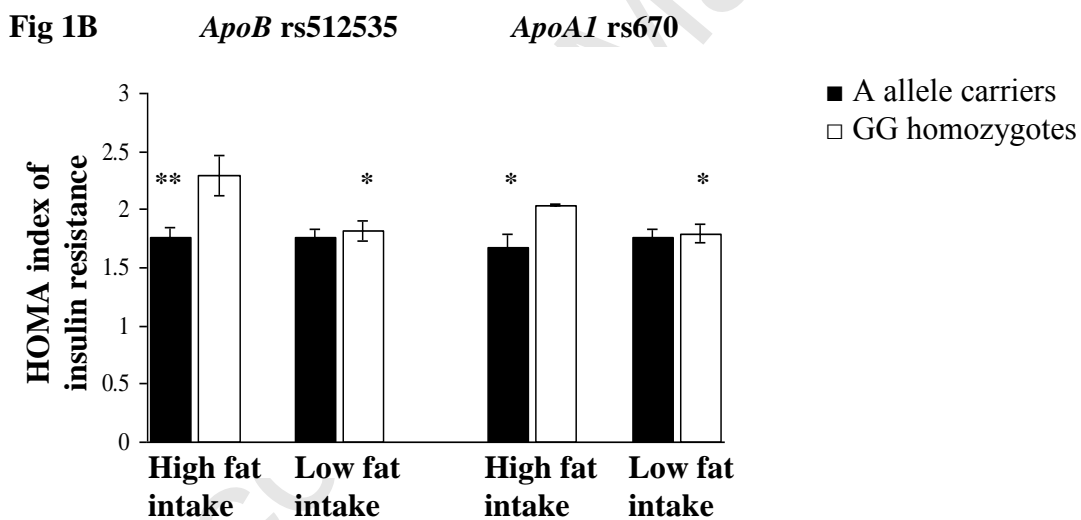 Fig 1B ApoB rs512535 ApoA1 rs670
■ A allele carriers
□ GG homozygotes
HOMA index of
insulin resistance
3
2.5
2
1.5
1
0.5
0
** * * *
High fat intake
Low fat intake
High fat intake
Low fat intake